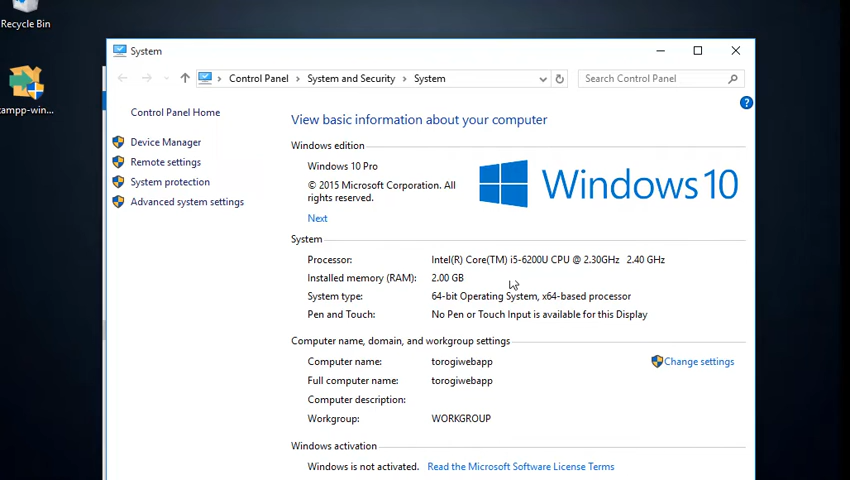 Recycle Bin
System
Control Panel › System and Security › System
Search Control Panel
tampp-win...
Control Panel Home
Device Manager
Remote settings
System protection
Advanced system settings
View basic information about your computer
Windows edition
Windows 10 Pro
© 2015 Microsoft Corporation. All
rights reserved.
Next
Windows 10
System
Processor: Intel(R) Core(TM) i5-6200U CPU @ 2.30GHz 2.40 GHz
Installed memory (RAM): 2.00 GB
System type: 64-bit Operating System, x64-based processor
Pen and Touch: No Pen or Touch Input is available for this Display
Computer name, domain, and workgroup settings
Computer name: torogiwebapp
Change settings
Full computer name: torogiwebapp
Computer description:
Workgroup: WORKGROUP
Windows activation
Windows is not activated. Read the Microsoft Software License Terms